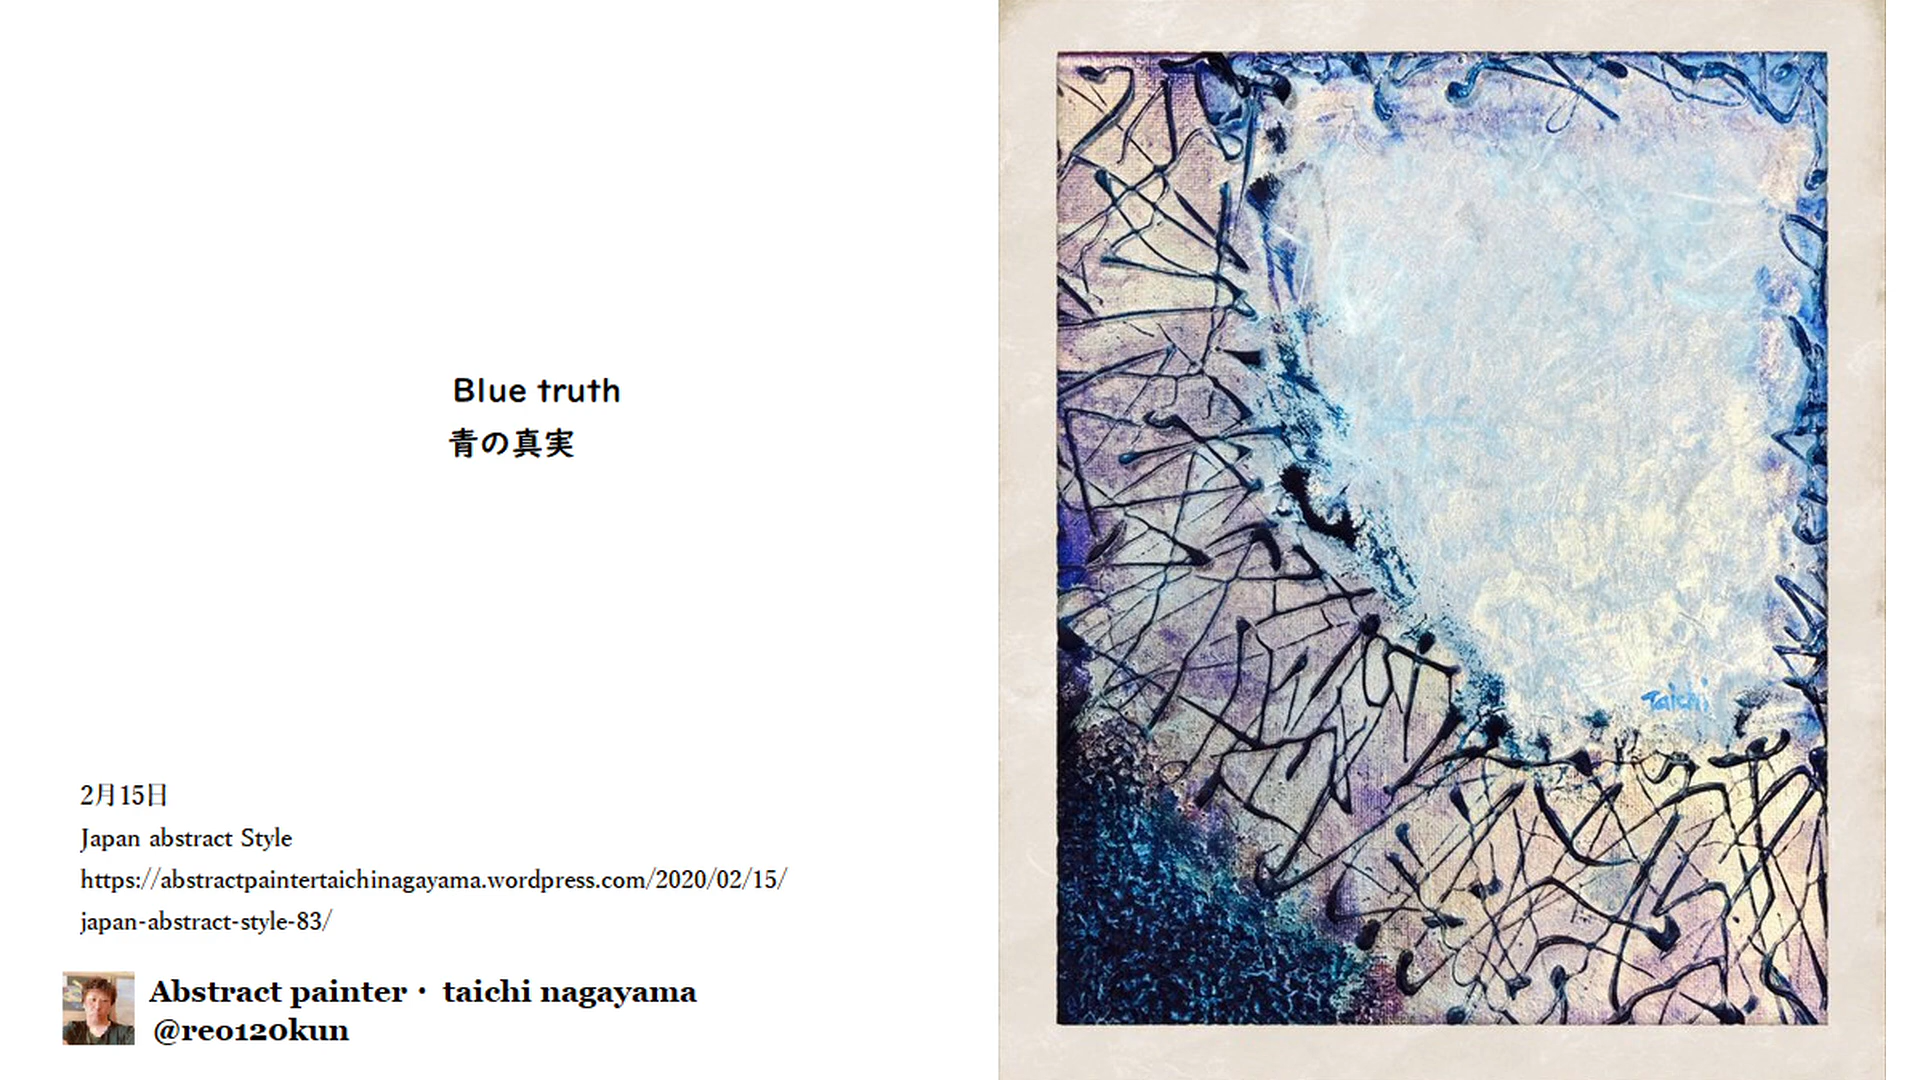 Blue truth
青の真実
2月15日
Japan abstract Style
https://abstractpaintertaichinagayama.wordpress.com/2020/02/15/
japan-abstract-style-83/
Abstract painter・ taichi nagayama
@reo120kun
Taichi